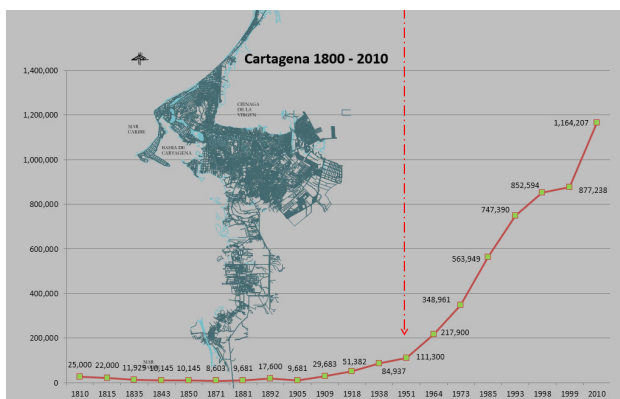 Cartagena 1800 - 2010
1,400,000
1,200,000
1,000,000
800,000
600,000
400,000
200,000
0
CIENAGA
DE LA
VIRGEN
MAR
CARIBE
BAHIA DE
CARTAGENA
MAR
25,000
22,000
11,929
10,145
10,145
8,603
9,681
17,600
9,681
29,683
51,382
84,937
111,300
217,900
348,961
563,949
747,390
852,594
877,238
1,164,207
1810 1815 1835 1843 1850 1871 1881 1892 1905 1909 1918 1938 1951 1964 1973 1985 1993 1998 1999 2010